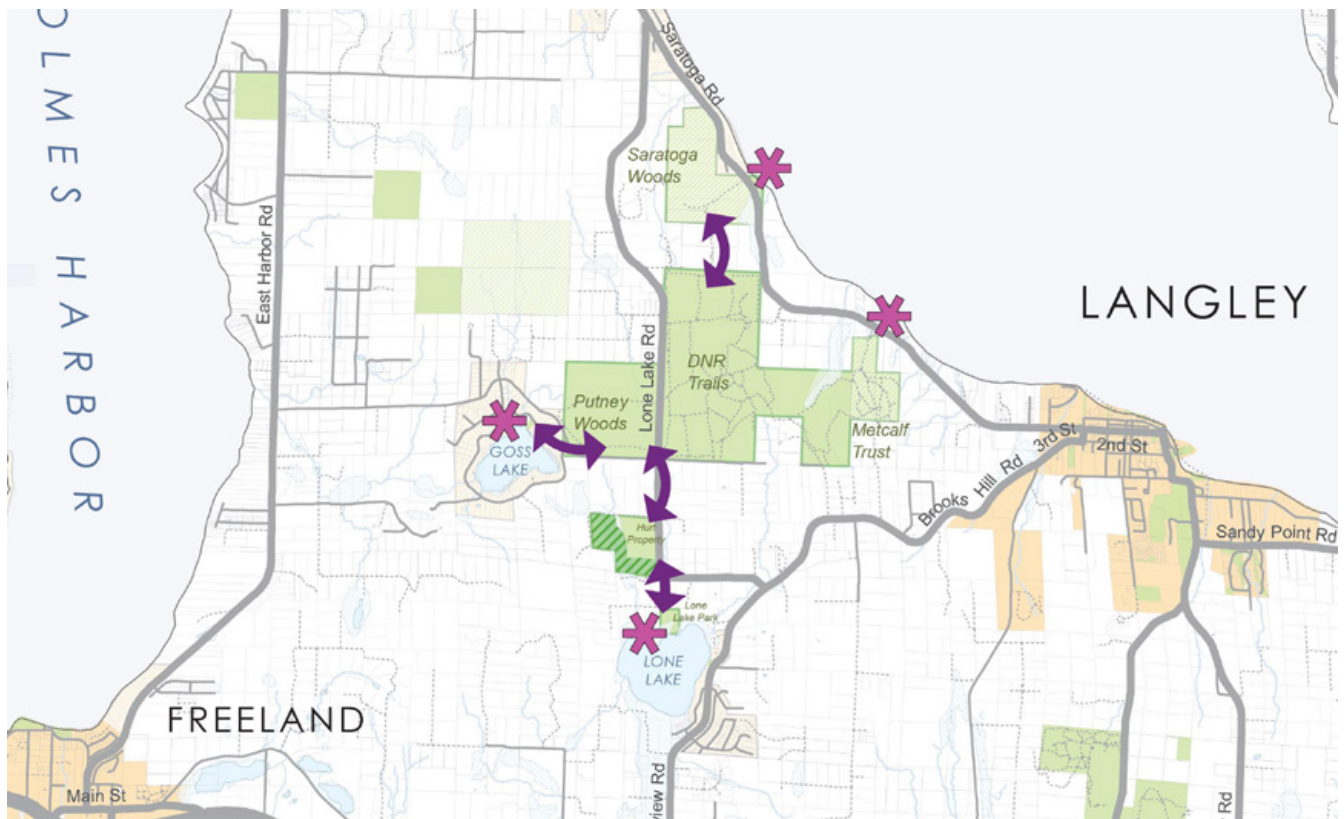 OLMES HARBOR
East Harbor Rd
Saratoga Rd
Saratoga
Woods
LANGLEY
Lone Lake Rd
DNR
Trails
Putney
Woods
Metcalf
Trust
GOSS
LAKE
3rd St
2nd St
Brooks Hill Rd
Sandy Point Rd
Hurt
Property
Lone
Lake Park
LONE
LAKE
FREELAND
Main St
view Rd
Rd